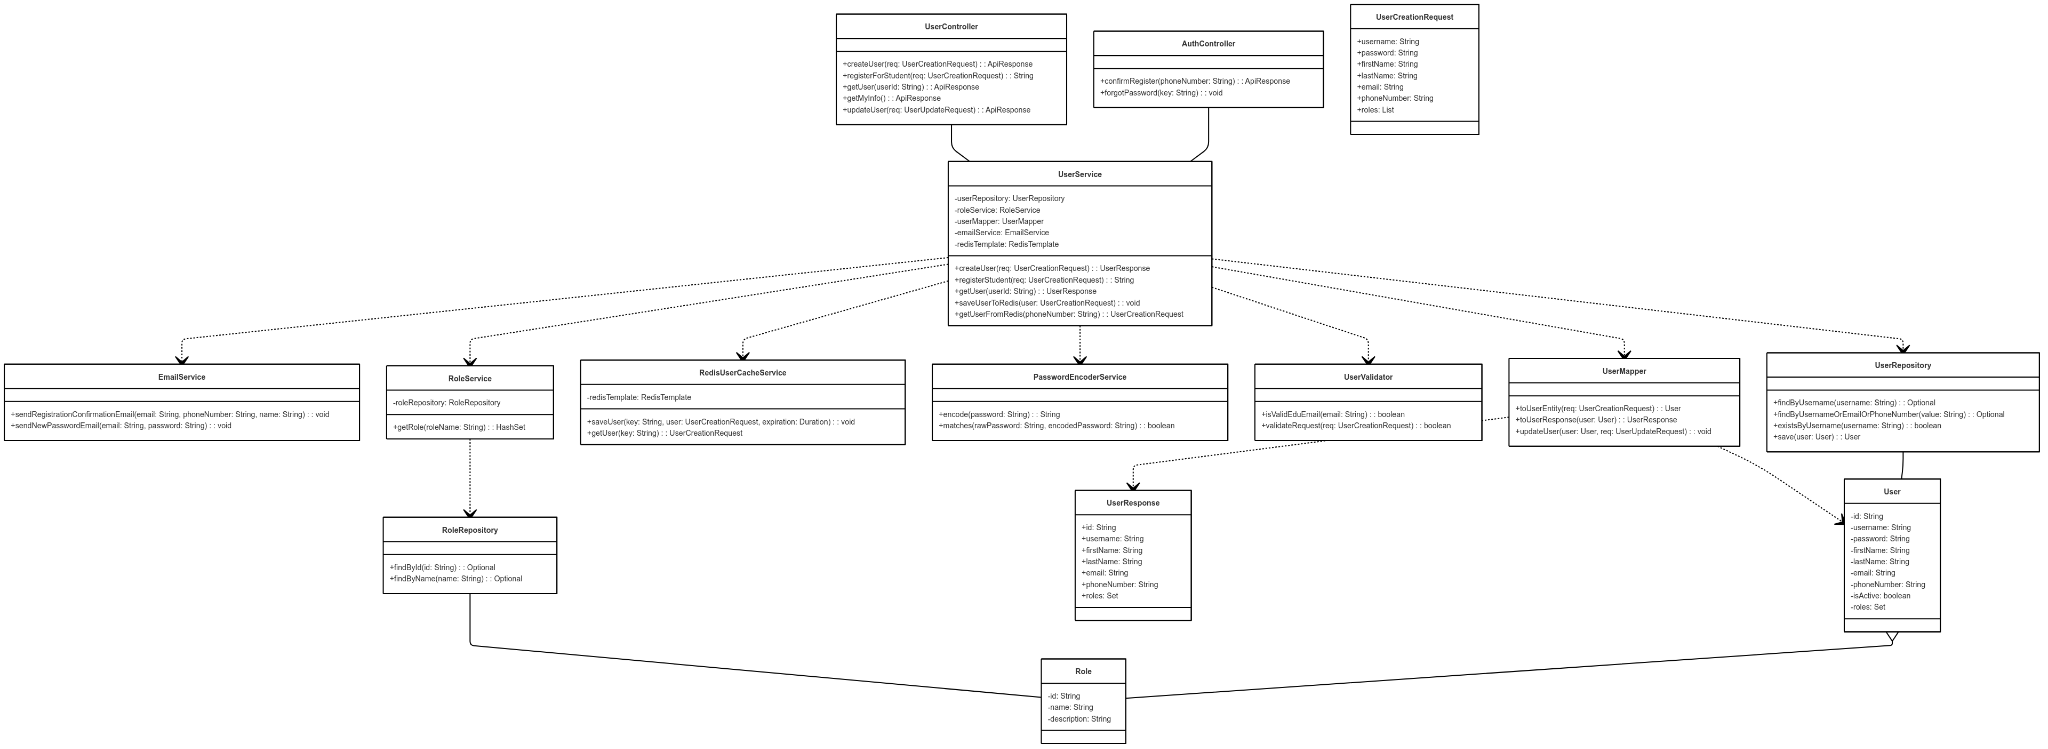 UserController
+createUser(req: UserCreationRequest) : : ApiResponse
+registerForStudent(req: UserCreationRequest) : : String
+getUser(userId: String) : : ApiResponse
+getMyInfo() : : ApiResponse
+updateUser(req: UserUpdateRequest) : : ApiResponse
AuthController
+confirmRegister(phoneNumber: String) : : ApiResponse
+forgotPassword(key: String) : : void
UserCreationRequest
+username: String
+password: String
+firstName: String
+lastName: String
+email: String
+phoneNumber: String
+roles: List
UserService
-userRepository: UserRepository
-roleService: RoleService
-userMapper: UserMapper
-emailService: EmailService
-redisTemplate: RedisTemplate
+createUser(req: UserCreationRequest) : : UserResponse
+registerStudent(req: UserCreationRequest) : : String
+getUser(userId: String) : : UserResponse
+saveUserToRedis(user: UserCreationRequest) : : void
+getUserFromRedis(phoneNumber: String) : : UserCreationRequest
EmailService
+sendRegistrationConfirmationEmail(email: String, phoneNumber: String, name: String) : : void
+sendNewPasswordEmail(email: String, password: String) : : void
RoleService
-roleRepository: RoleRepository
+getRole(roleName: String) : : HashSet
RedisUserCacheService
-redisTemplate: RedisTemplate
+saveUser(key: String, user: UserCreationRequest, expiration: Duration) : : void
+getUser(key: String) : : UserCreationRequest
PasswordEncoderService
+encode(password: String) : : String
+matches(rawPassword: String, encodedPassword: String) : : boolean
UserValidator
+isValidEduEmail(email: String) : : boolean
+validateRequest(req: UserCreationRequest) : : boolean
UserMapper
+toUserEntity(req: UserCreationRequest) : : User
+toUserResponse(user: User) : : UserResponse
+updateUser(user: User, req: UserUpdateRequest) : : void
UserRepository
+findByUsername(username: String) : : Optional
+findByUsernameOrEmailOrPhoneNumber(value: String) : : Optional
+existsByUsername(username: String) : : boolean
+save(user: User) : : User
RoleRepository
+findById(id: String) : : Optional
+findByName(name: String) : : Optional
UserResponse
+id: String
+username: String
+firstName: String
+lastName: String
+email: String
+phoneNumber: String
+roles: Set
User
-id: String
-username: String
-password: String
-firstName: String
-lastName: String
-email: String
-phoneNumber: String
-isActive: boolean
-roles: Set
Role
-id: String
-name: String
-description: String